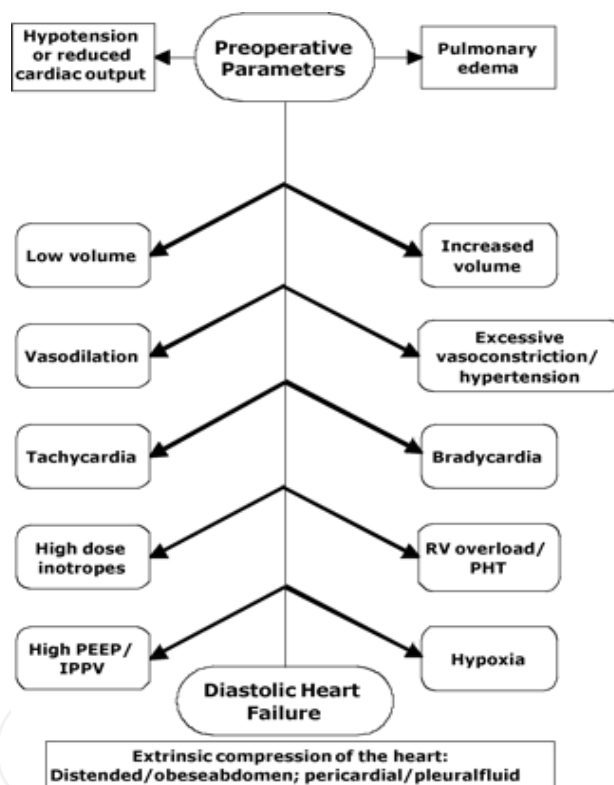 Hypotension
or reduced
cardiac output
Preoperative
Parameters
Pulmonary
edema
Low volume
Increased
volume
Vasodilation
Excessive
vasoconstriction/
hypertension
Tachycardia
Bradycardia
High dose
inotropes
RV overload/
PHT
High PEEP/
IPPV
Hypoxia
Diastolic Heart
Failure
Extrinsic compression of the heart:
Distended/obeseabdomen; pericardial/pleuralfluid